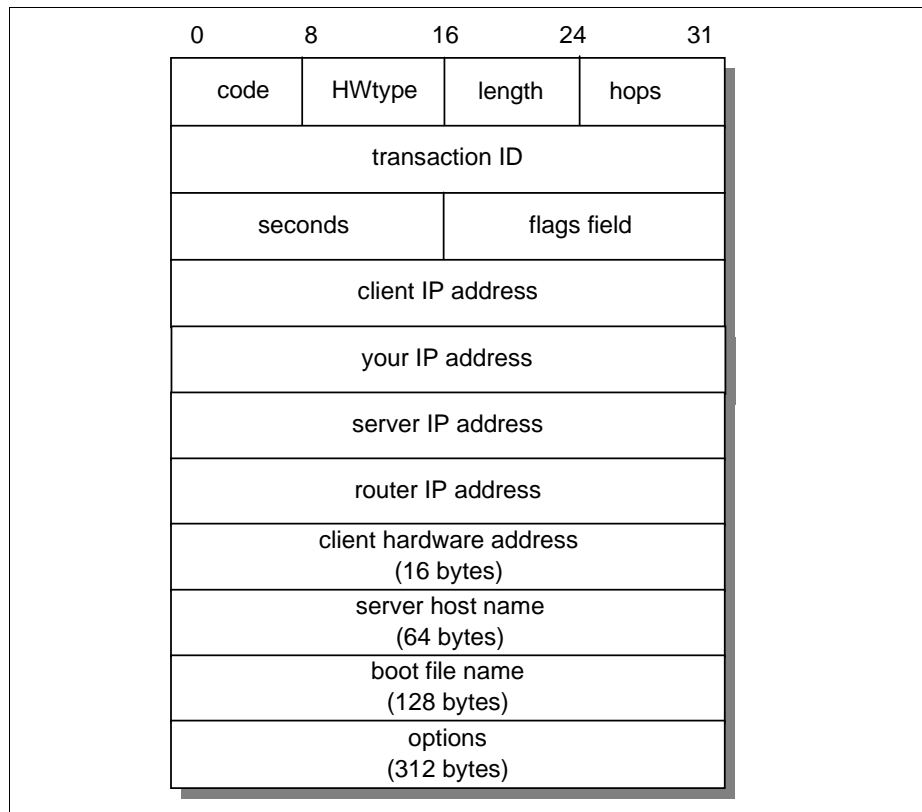 0 8 16 24 31
code HWtype length hops
transaction ID
seconds flags field
client IP address
your IP address
server IP address
router IP address
client hardware address
(16 bytes)
server host name
(64 bytes)
boot file name
(128 bytes)
options
(312 bytes)